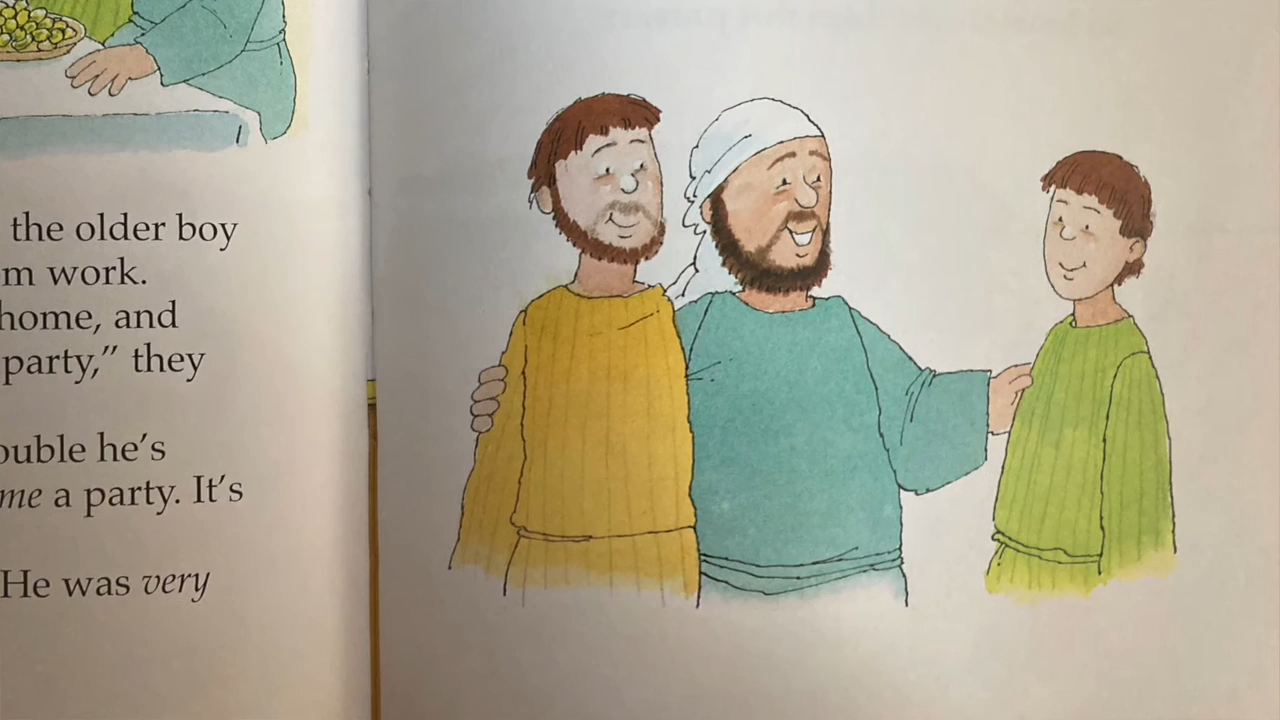 the older boy
m work.
home, and
party,” they
ouble he’s
me a party. It’s
He was very